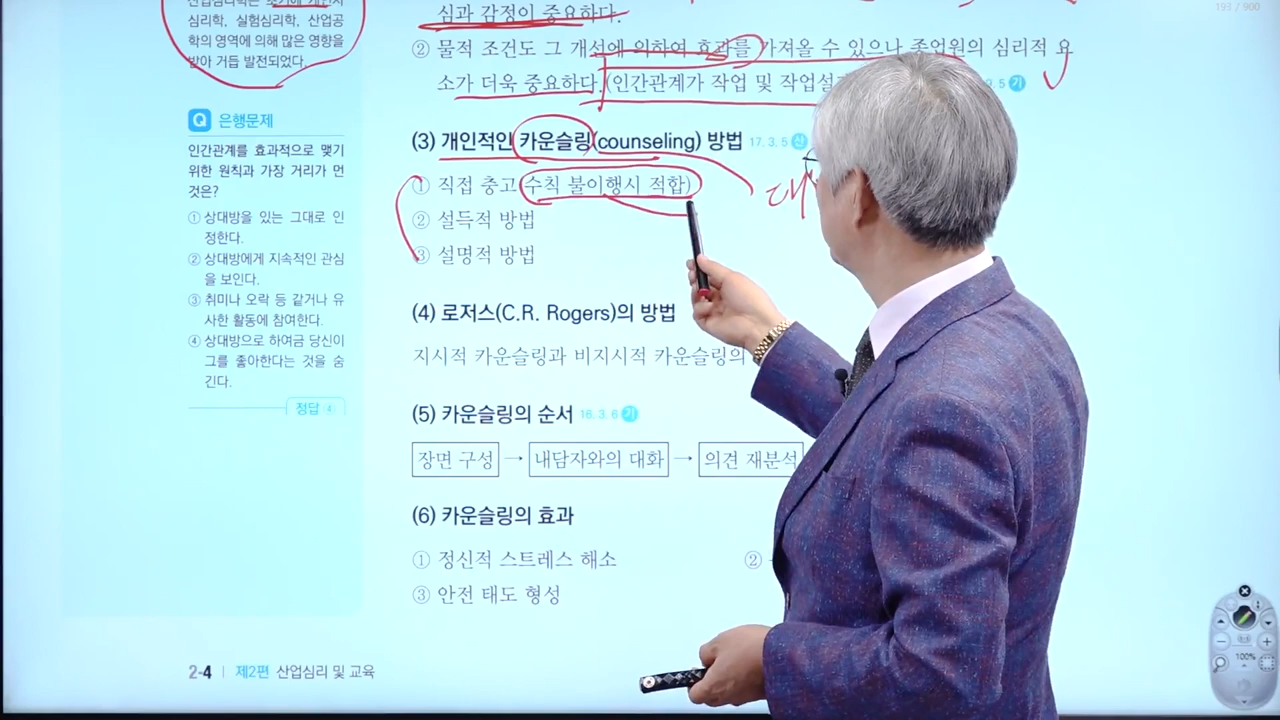 193 / 900
산업심리학은 초기에 개인차
심리학, 실험심리학, 산업공
학의 영역에 의해 많은 영향을
받아 거듭 발전되었다.
Q 은행문제
인간관계를 효과적으로 맺기
위한 원칙과 가장 거리가 먼
것은?
① 상대방을 있는 그대로 인
정한다.
② 상대방에게 지속적인 관심
을 보인다.
③ 취미나 오락 등 같거나 유
사한 활동에 참여한다.
④ 상대방으로 하여금 당신이
그를 좋아한다는 것을 숨
긴다.
정답 ④
심과 감정이 중요하다.
② 물적 조건도 그 개선에 의하여 효과를 가져올 수 있으나 종업원의 심리적 요
소가 더욱 중요하다.(인간관계가 작업 및 작업설 9.5 기
(3) 개인적인 카운슬링(counseling) 방법 17. 3. 5 산
① 직접 충고(수칙 불이행시 적합)
② 설득적 방법
③ 설명적 방법
대
(4) 로저스(C.R. Rogers)의 방법
지시적 카운슬링과 비지시적 카운슬링의
(5) 카운슬링의 순서 16. 3. 6 기
장면 구성 → 내담자와의 대화 → 의견 재분석
(6) 카운슬링의 효과
① 정신적 스트레스 해소 ②
③ 안전 태도 형성
2-4 | 제2편 산업심리 및 교육
100%